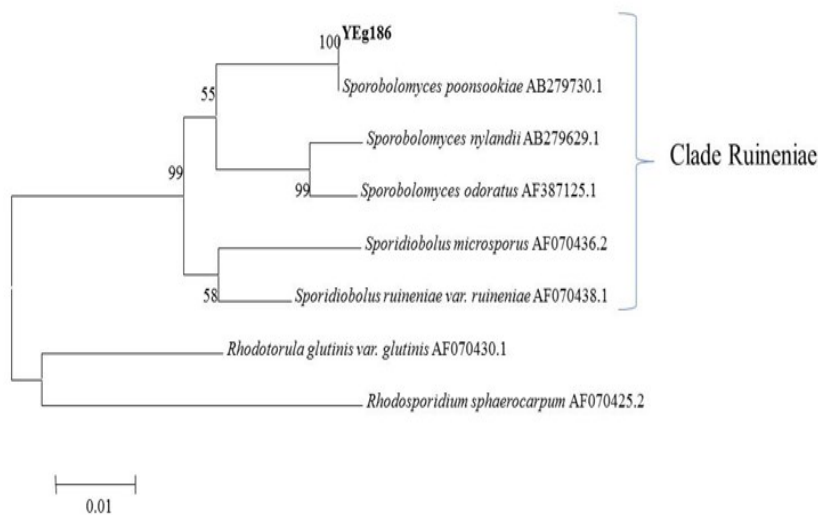 100
YEg186
55
Sporobolomyces poonsookiae AB279730.1
Sporobolomyces nylandii AB279629.1
99
Clade Ruineniae
99
Sporobolomyces odoratus AF387125.1
Sporidiobolus microsporus AF070436.2
58
Sporidiobolus ruineniae var. ruineniae AF070438.1
Rhodotorula glutinis var. glutinis AF070430.1
Rhodosporidium sphaerocarpum AF070425.2
0.01